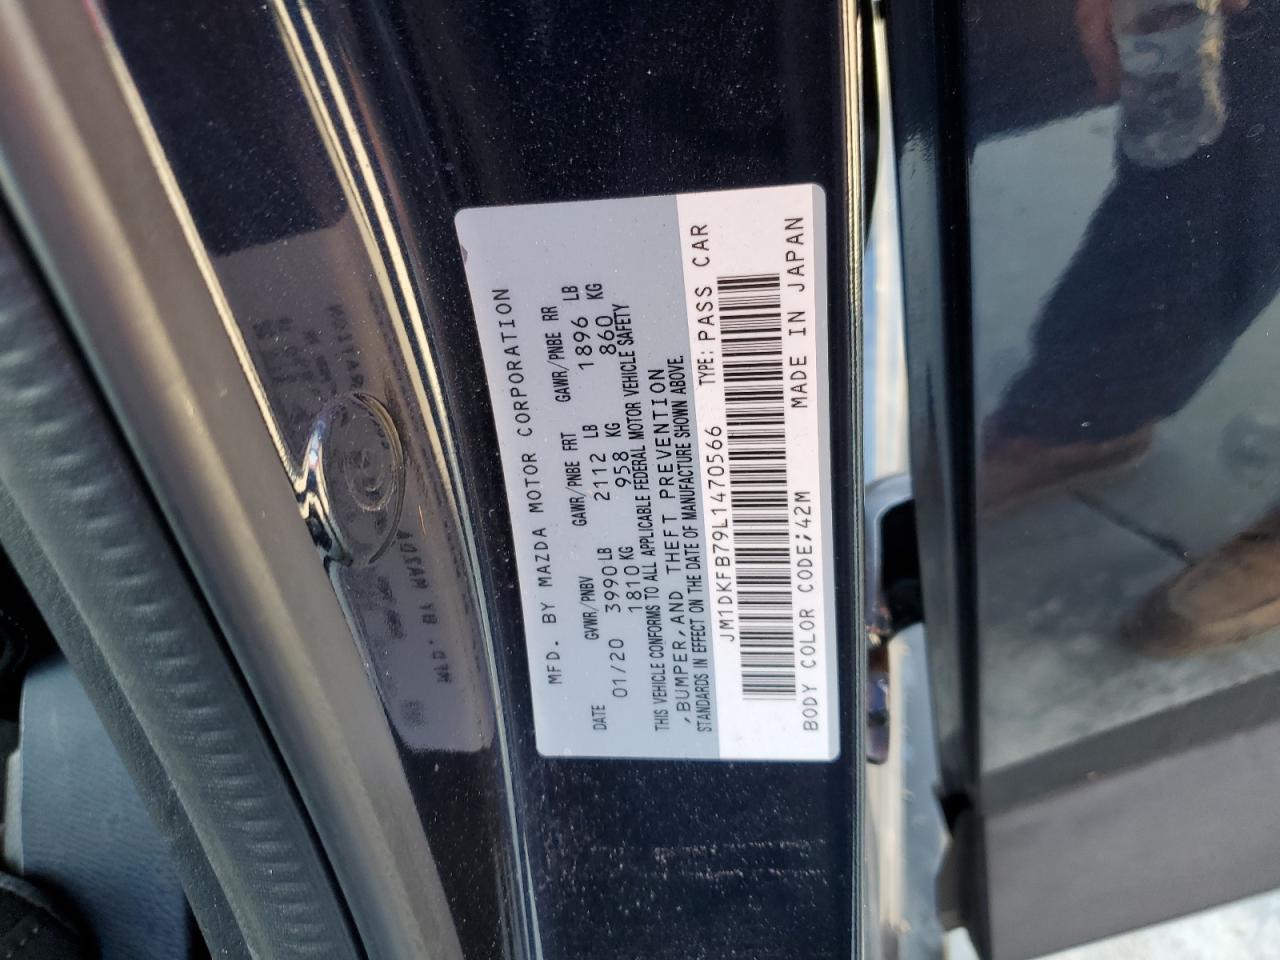 MFD. BY MAZDA MOTOR CORPORATION
DATE GVWR/PNBV GAWR/PNBE FRT GAWR/PNBE RR
01/20 3990 LB 2112 LB 1896 LB
1810 KG 958 KG 860 KG
THIS VEHICLE CONFORMS TO ALL APPLICABLE FEDERAL MOTOR VEHICLE SAFETY
,BUMPER,AND THEFT PREVENTION
STANDARDS IN EFFECT ON THE DATE OF MANUFACTURE SHOWN ABOVE.
JM1DKFB79L1470566 TYPE: PASS CAR
BODY COLOR CODE;42M MADE IN JAPAN